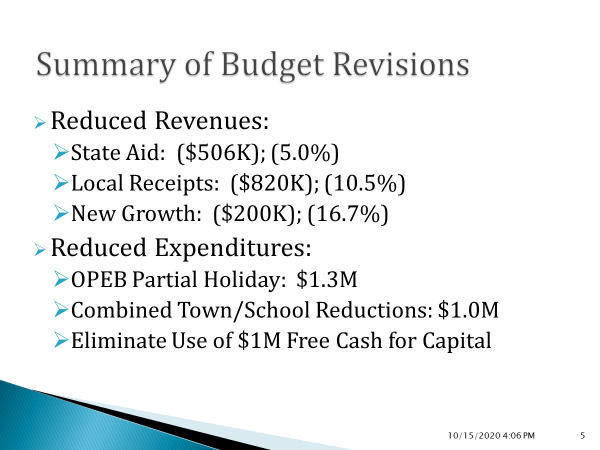 Summary of Budget Revisions
Reduced Revenues:
State Aid:  ($506K); (5.0%)
Local Receipts:  ($820K); (10.5%)
New Growth:  ($200K); (16.7%)
Reduced Expenditures:
OPEB Partial Holiday:  $1.3M
Combined Town/School Reductions: $1.0M
Eliminate Use of $1M Free Cash for Capital
10/15/2020 4:06 PM 5